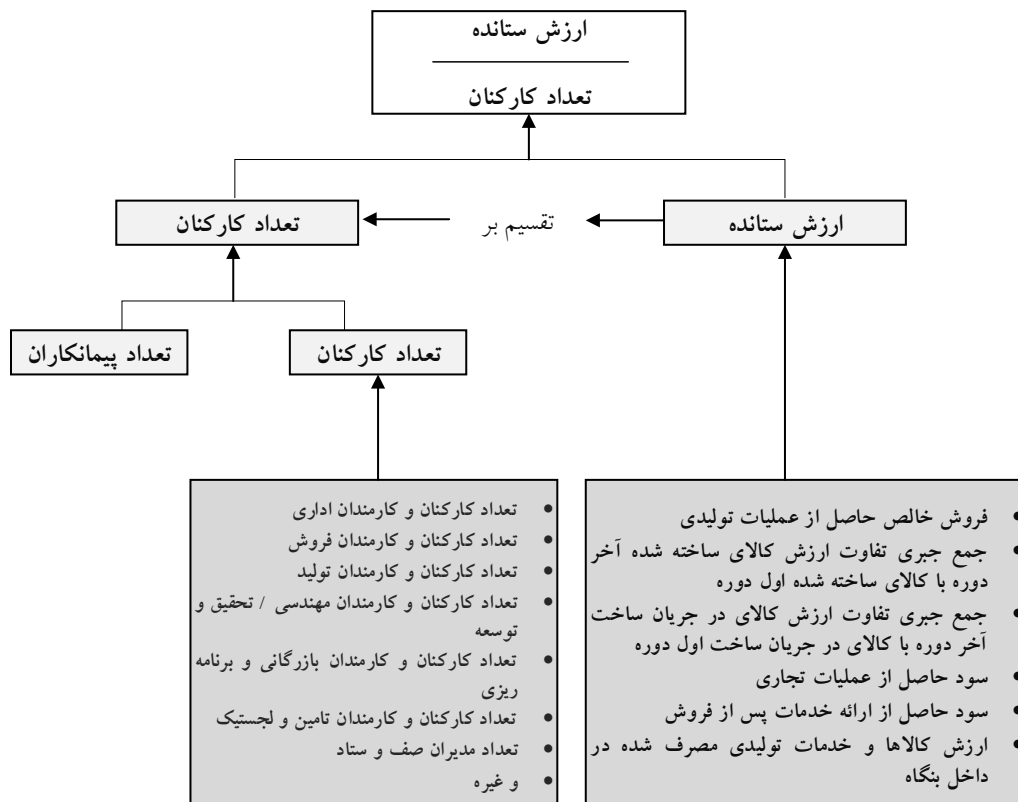 ارزش ستانده
تعداد کارکنان
ارزش ستانده
تقسیم بر
تعداد کارکنان
تعداد کارکنان
تعداد پیمانکاران
• فروش خالص حاصل از عملیات تولیدی
• جمع جبری تفاوت ارزش کالای ساخته شده آخر
دوره با کالای ساخته شده اول دوره
• جمع جبری تفاوت ارزش کالای در جریان ساخت
آخر دوره با کالای در جریان ساخت اول دوره
• سود حاصل از عملیات تجاری
• سود حاصل از ارائه خدمات پس از فروش
• ارزش کالاها و خدمات تولیدی مصرف شده در
داخل بنگاه
• تعداد کارکنان و کارمندان اداری
• تعداد کارکنان و کارمندان فروش
• تعداد کارکنان و کارمندان تولید
• تعداد کارکنان و کارمندان مهندسی / تحقیق و
توسعه
• تعداد کارکنان و کارمندان بازرگانی و برنامه
ریزی
• تعداد کارکنان و کارمندان تامین و لجستیک
• تعداد مدیران صف و ستاد
• و غیره